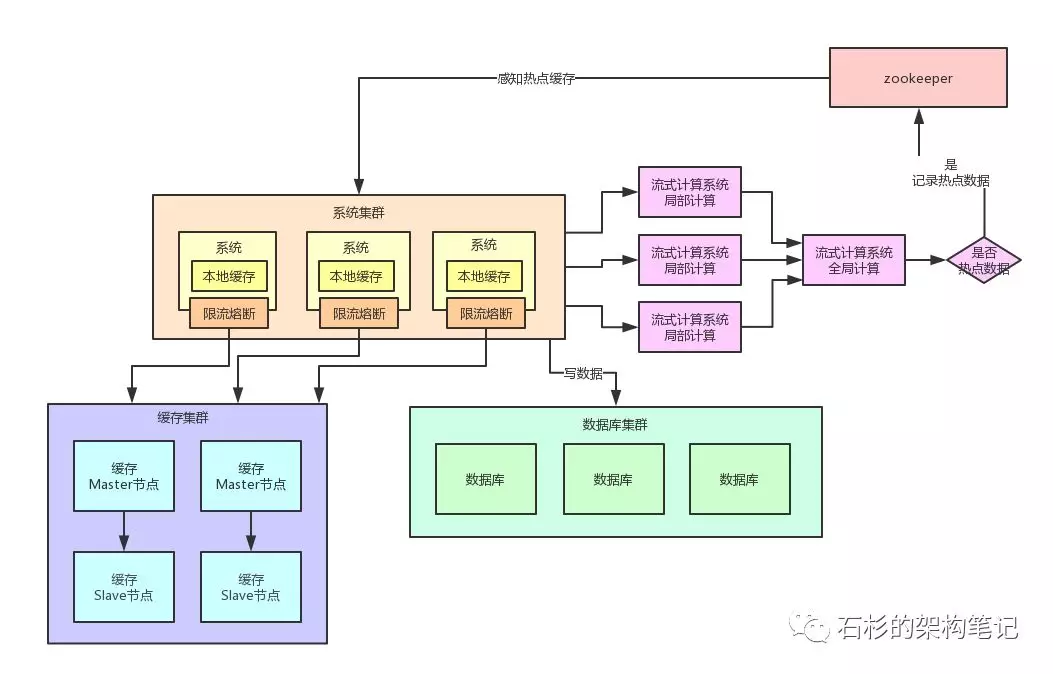 zookeeper
感知热点缓存
是
记录热点数据
系统集群
系统
系统
系统
本地缓存
本地缓存
本地缓存
限流熔断
限流熔断
限流熔断
流式计算系统
局部计算
流式计算系统
局部计算
流式计算系统
局部计算
流式计算系统
全局计算
是否
热点数据
写数据
缓存集群
缓存
Master节点
缓存
Master节点
缓存
Slave节点
缓存
Slave节点
数据库集群
数据库
数据库
数据库
石杉的架构笔记